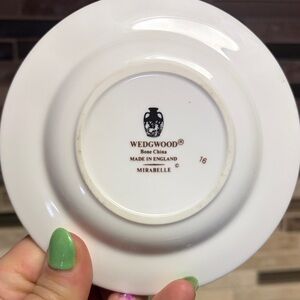 WEDGWOOD®
Bone China
MADE IN ENGLAND
©
MIRABELLE
16